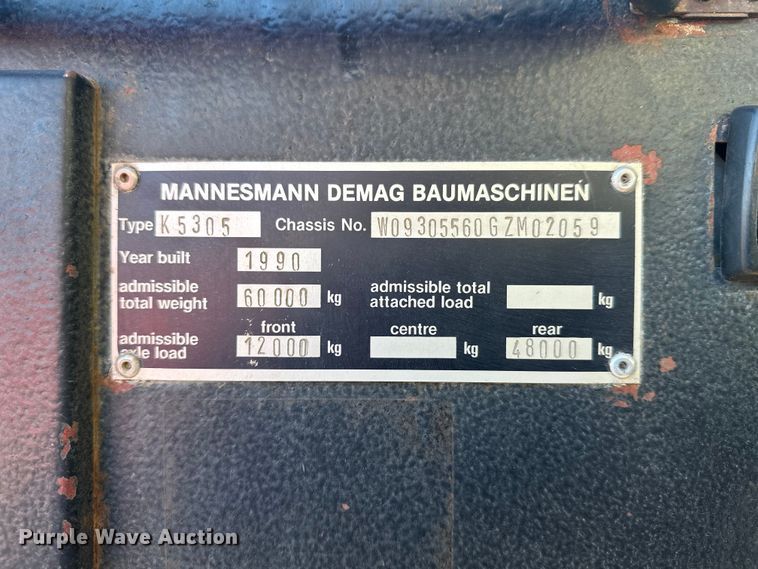 MANNESMANN DEMAG BAUMASCHINEN
Type K5305 Chassis No. W09305560GZM02059
Year built 1990
admissible total weight 60000 kg admissible total attached load kg
front centre rear
admissible axle load 12000 kg kg 48000 kg
Purple Wave Auction